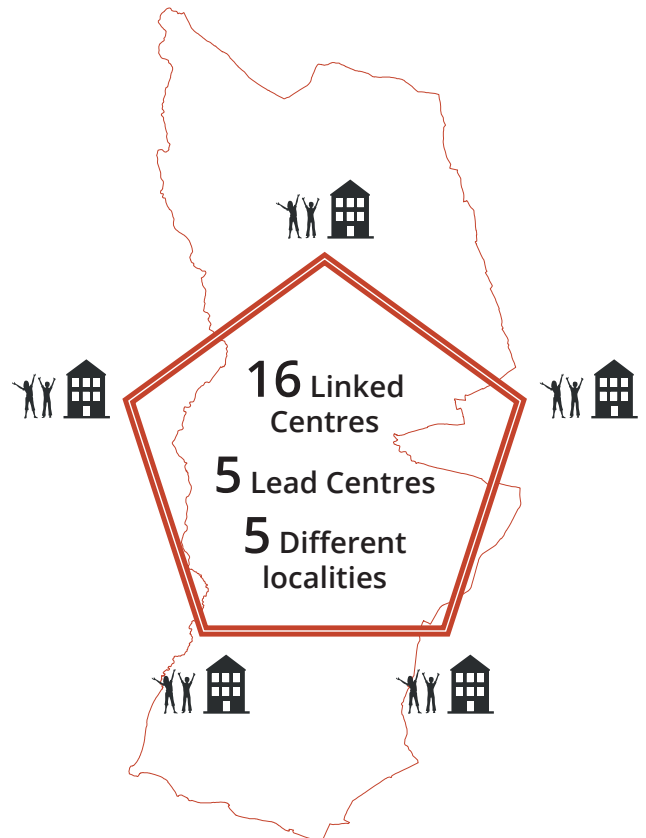 16 Linked
Centres
5 Lead Centres
5 Different
localities